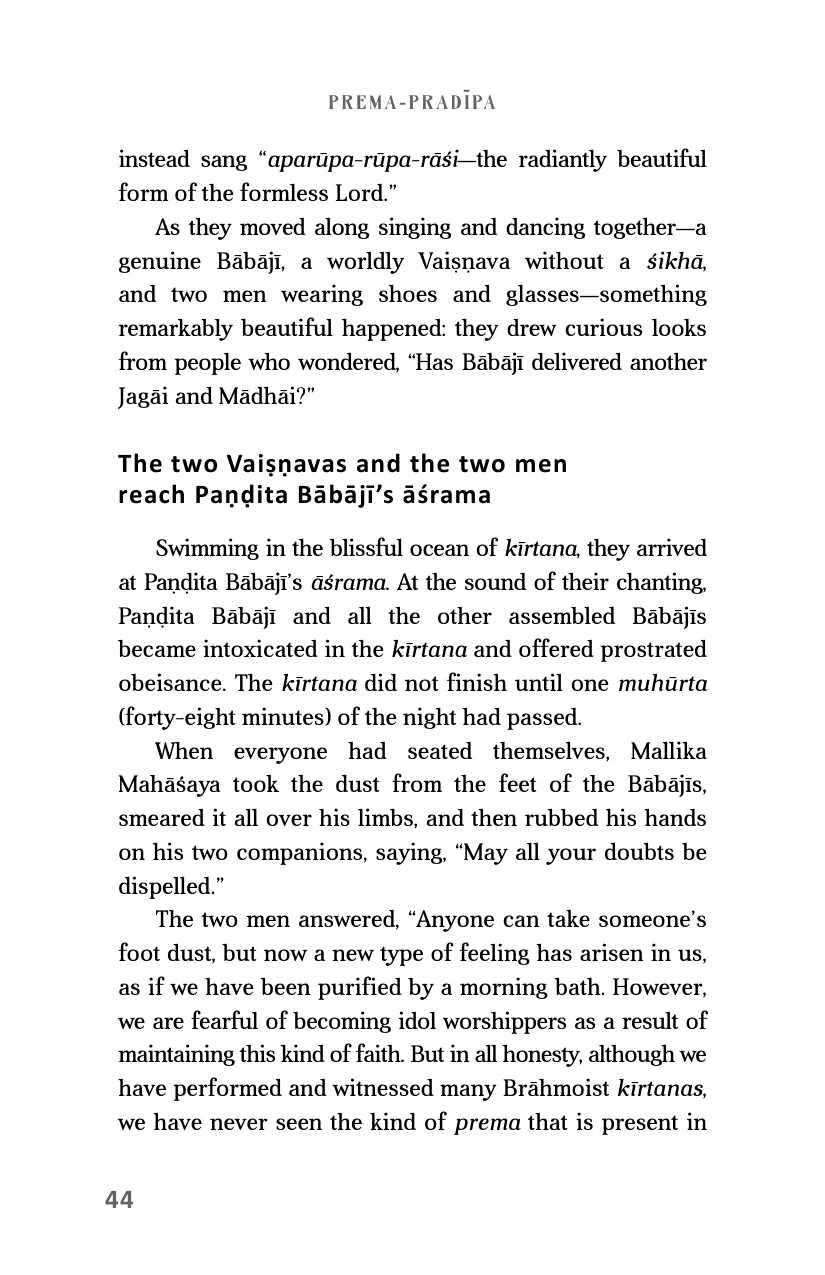 PREMA-PRADĪPA
instead sang “aparūpa-rūpa-rāśi—the radiantly beautiful
form of the formless Lord.”
As they moved along singing and dancing together—a
genuine Bābājī, a worldly Vaiṣṇava without a śikhā,
and two men wearing shoes and glasses—something
remarkably beautiful happened: they drew curious looks
from people who wondered, “Has Bābājī delivered another
Jagāi and Mādhāi?”
The two Vaiṣṇavas and the two men
reach Paṇḍita Bābājī’s āśrama
Swimming in the blissful ocean of kīrtana, they arrived
at Paṇḍita Bābājī’s āśrama. At the sound of their chanting,
Paṇḍita Bābājī and all the other assembled Bābājīs
became intoxicated in the kīrtana and offered prostrated
obeisance. The kīrtana did not finish until one muhūrta
(forty-eight minutes) of the night had passed.
When everyone had seated themselves, Mallika
Mahāśaya took the dust from the feet of the Bābājīs,
smeared it all over his limbs, and then rubbed his hands
on his two companions, saying, “May all your doubts be
dispelled.”
The two men answered, “Anyone can take someone’s
foot dust, but now a new type of feeling has arisen in us,
as if we have been purified by a morning bath. However,
we are fearful of becoming idol worshippers as a result of
maintaining this kind of faith. But in all honesty, although we
have performed and witnessed many Brāhmoist kīrtanas,
we have never seen the kind of prema that is present in
44